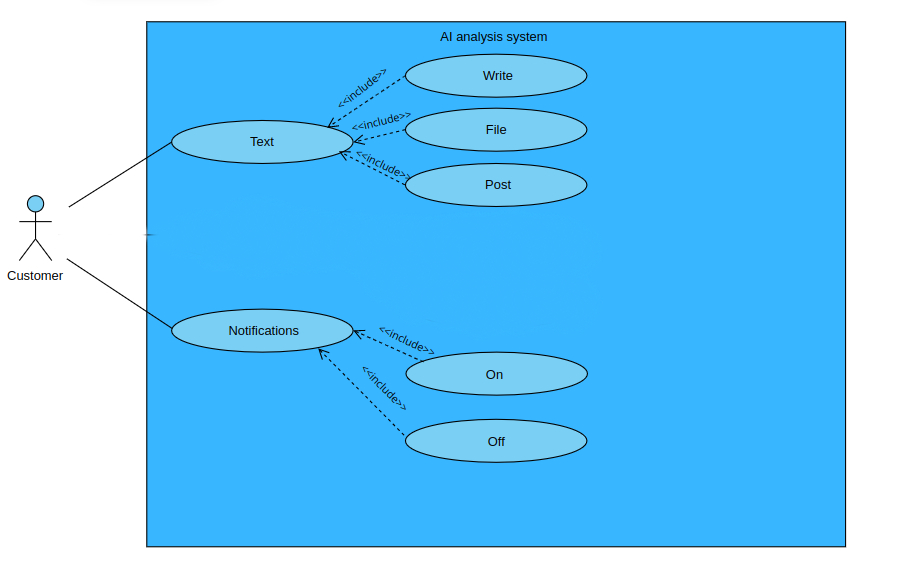 AI analysis system
Write
<<include>>
File
<<include>>
Text
<<include>>
Post
Customer
Notifications
<<include>>
On
<<include>>
Off